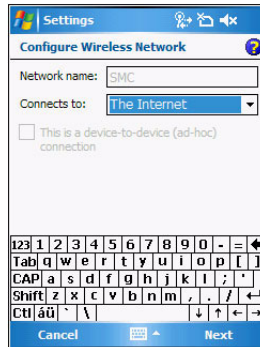 Settings
Configure Wireless Network
?
Network name: SMC
Connects to: The Internet
This is a device-to-device (ad-hoc)
connection
123 1 2 3 4 5 6 7 8 9 0 - =
Tab q w e r t y u i o p [ ]
CAP a s d f g h j k l ; '
Shift z x c v b n m , . /
Ctl áü ` \
Cancel Next